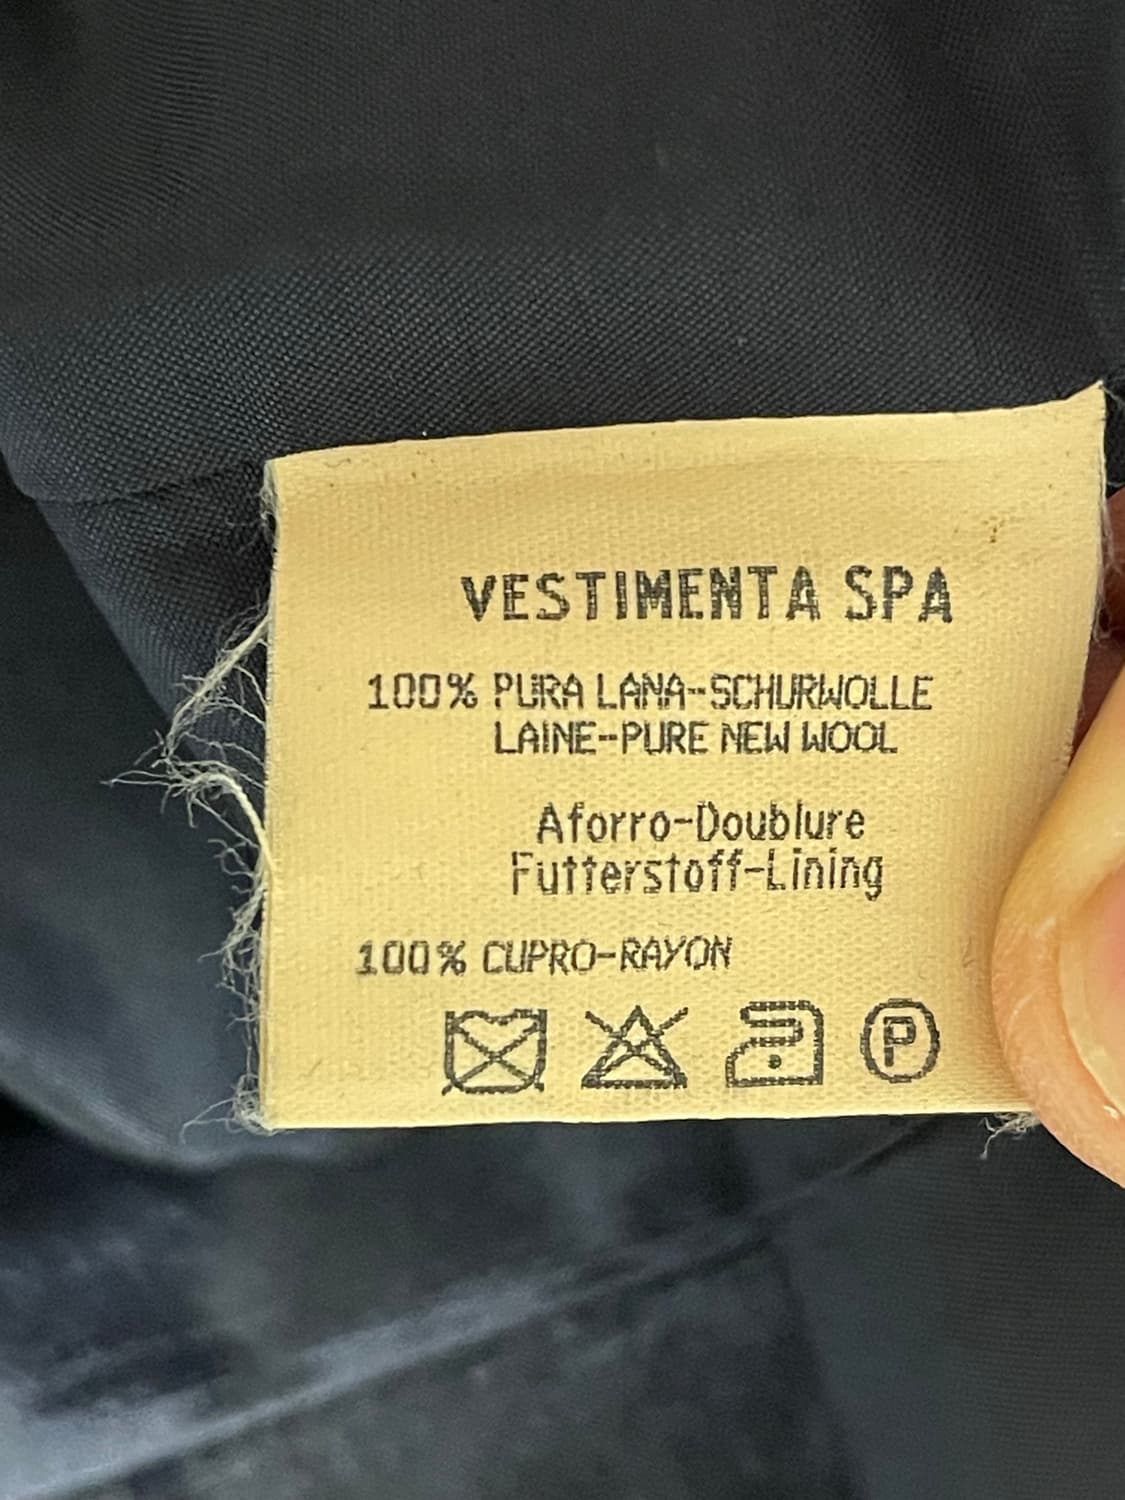 VESTIMENTA SPA
100% PURA LANA-SCHURWOLLE
LAINE-PURE NEW WOOL
Aforro-Doublure
Futterstoff-Lining
100% CUPRO-RAYON
P